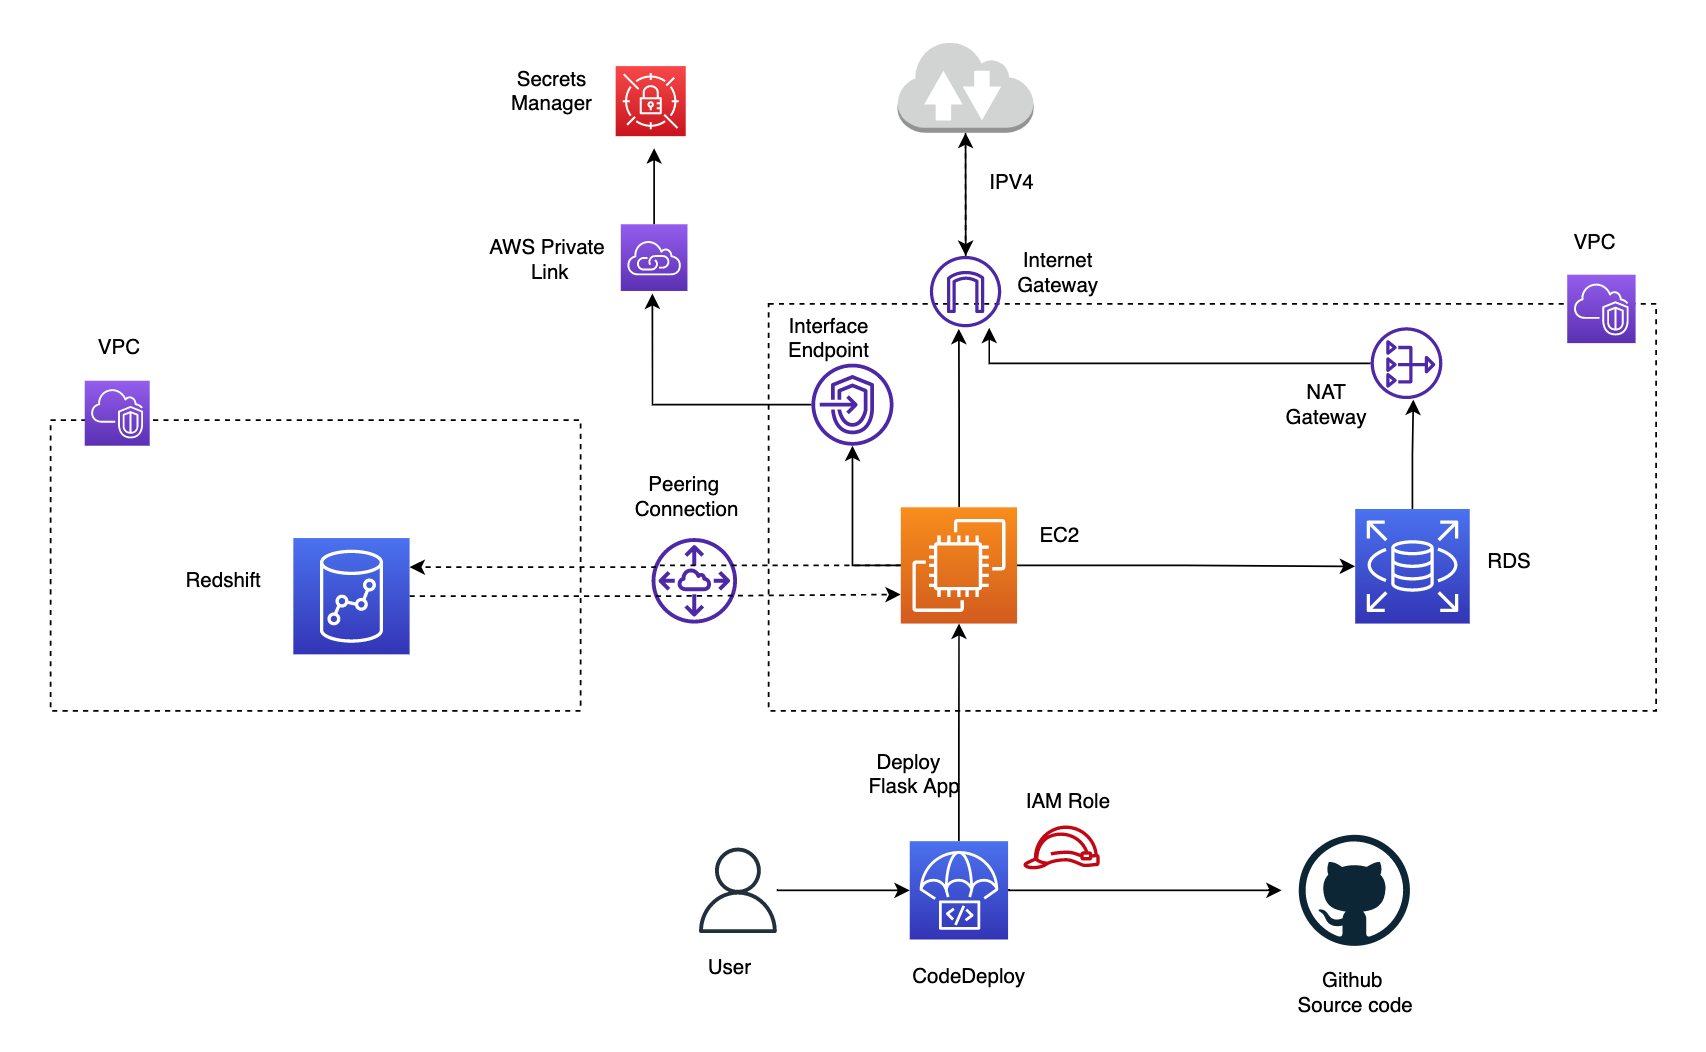 Secrets
Manager
IPV4
AWS Private
Link
Internet
Gateway
VPC
Interface
Endpoint
VPC
NAT
Gateway
Peering
Connection
EC2
RDS
Redshift
Deploy
Flask App
IAM Role
</>
User
CodeDeploy
Github
Source code